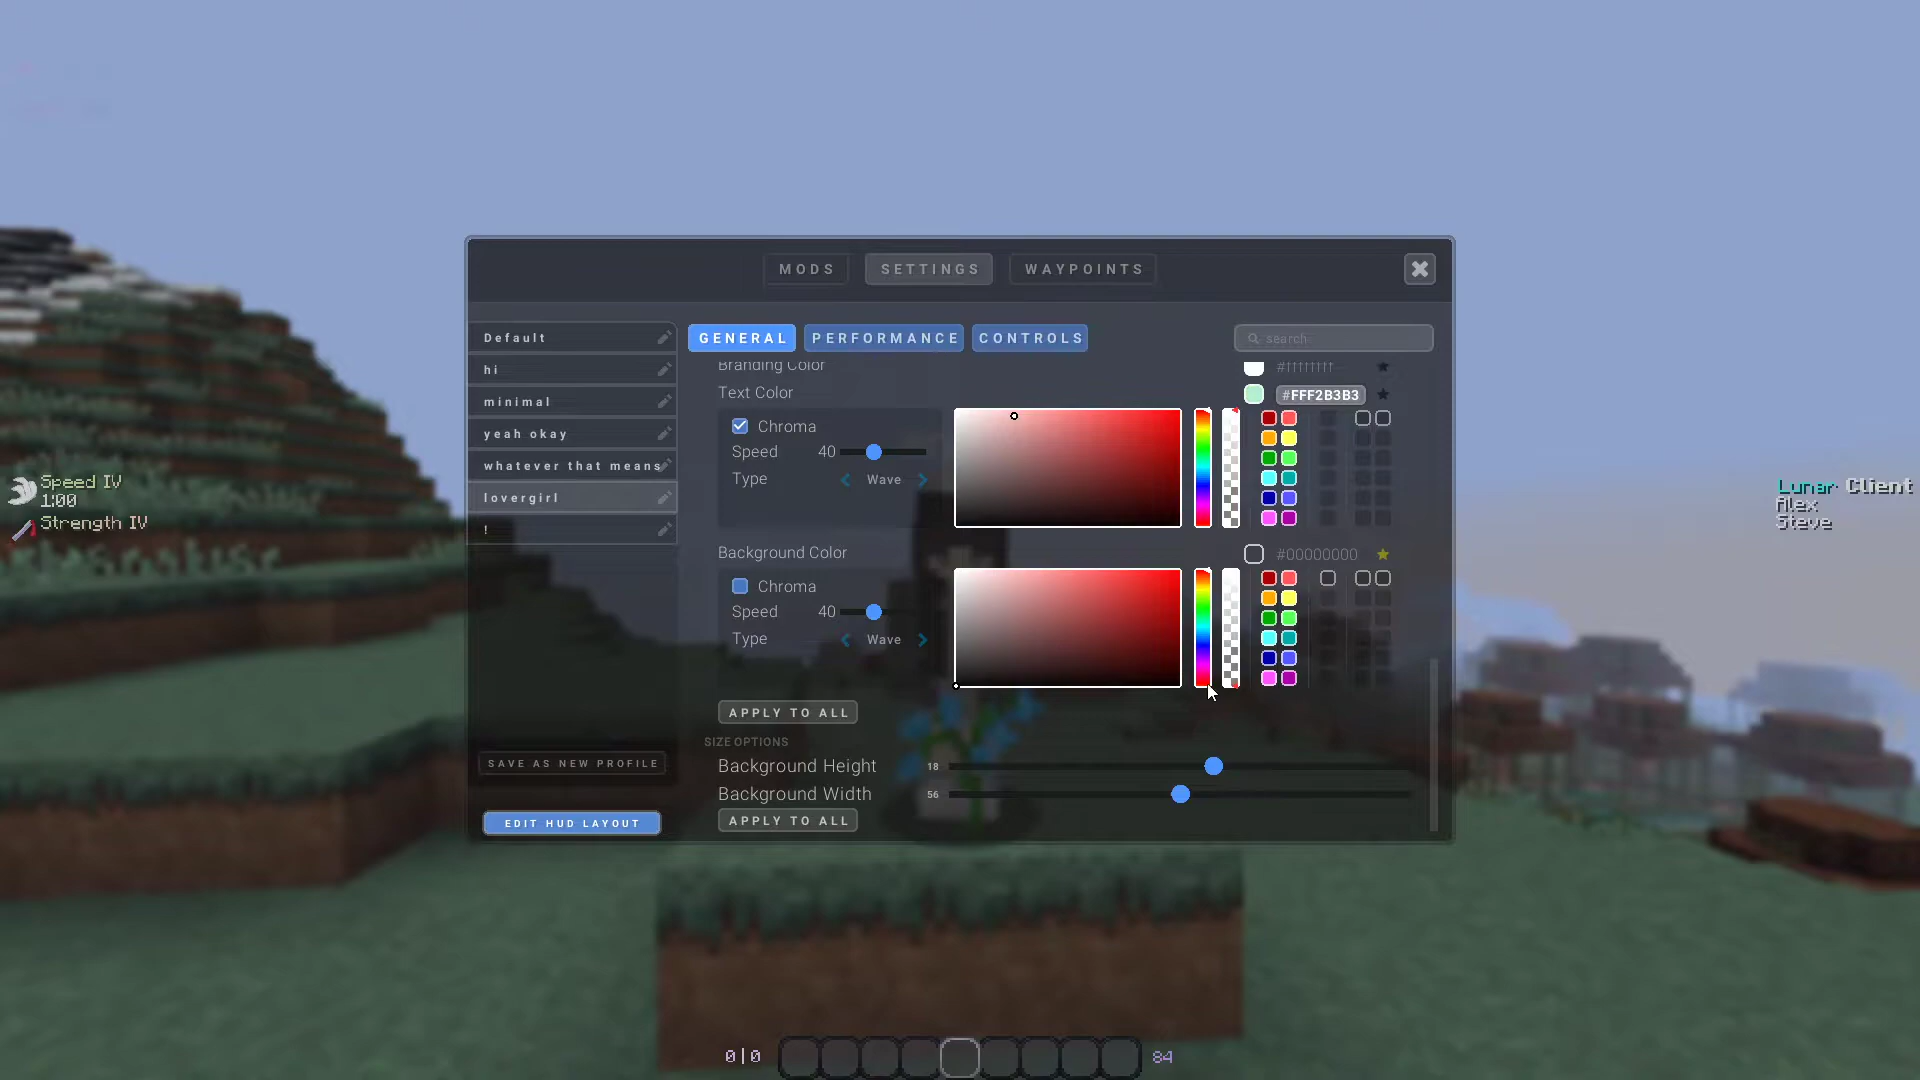 MODS SETTINGS WAYPOINTS
Default
hi
minimal
yeah okay
whatever that means
lovergirl
!
SAVE AS NEW PROFILE
EDIT HUD LAYOUT
GENERAL PERFORMANCE CONTROLS
search
Branding Color
Text Color #FFF2B3B3
Chroma
Speed 40
Type Wave
Background Color #00000000
Chroma
Speed 40
Type Wave
APPLY TO ALL
SIZE OPTIONS
Background Height 18
Background Width 56
APPLY TO ALL
Speed IV
1:00
Strength IV
Lunar Client
Alex
Steve
0|0 84